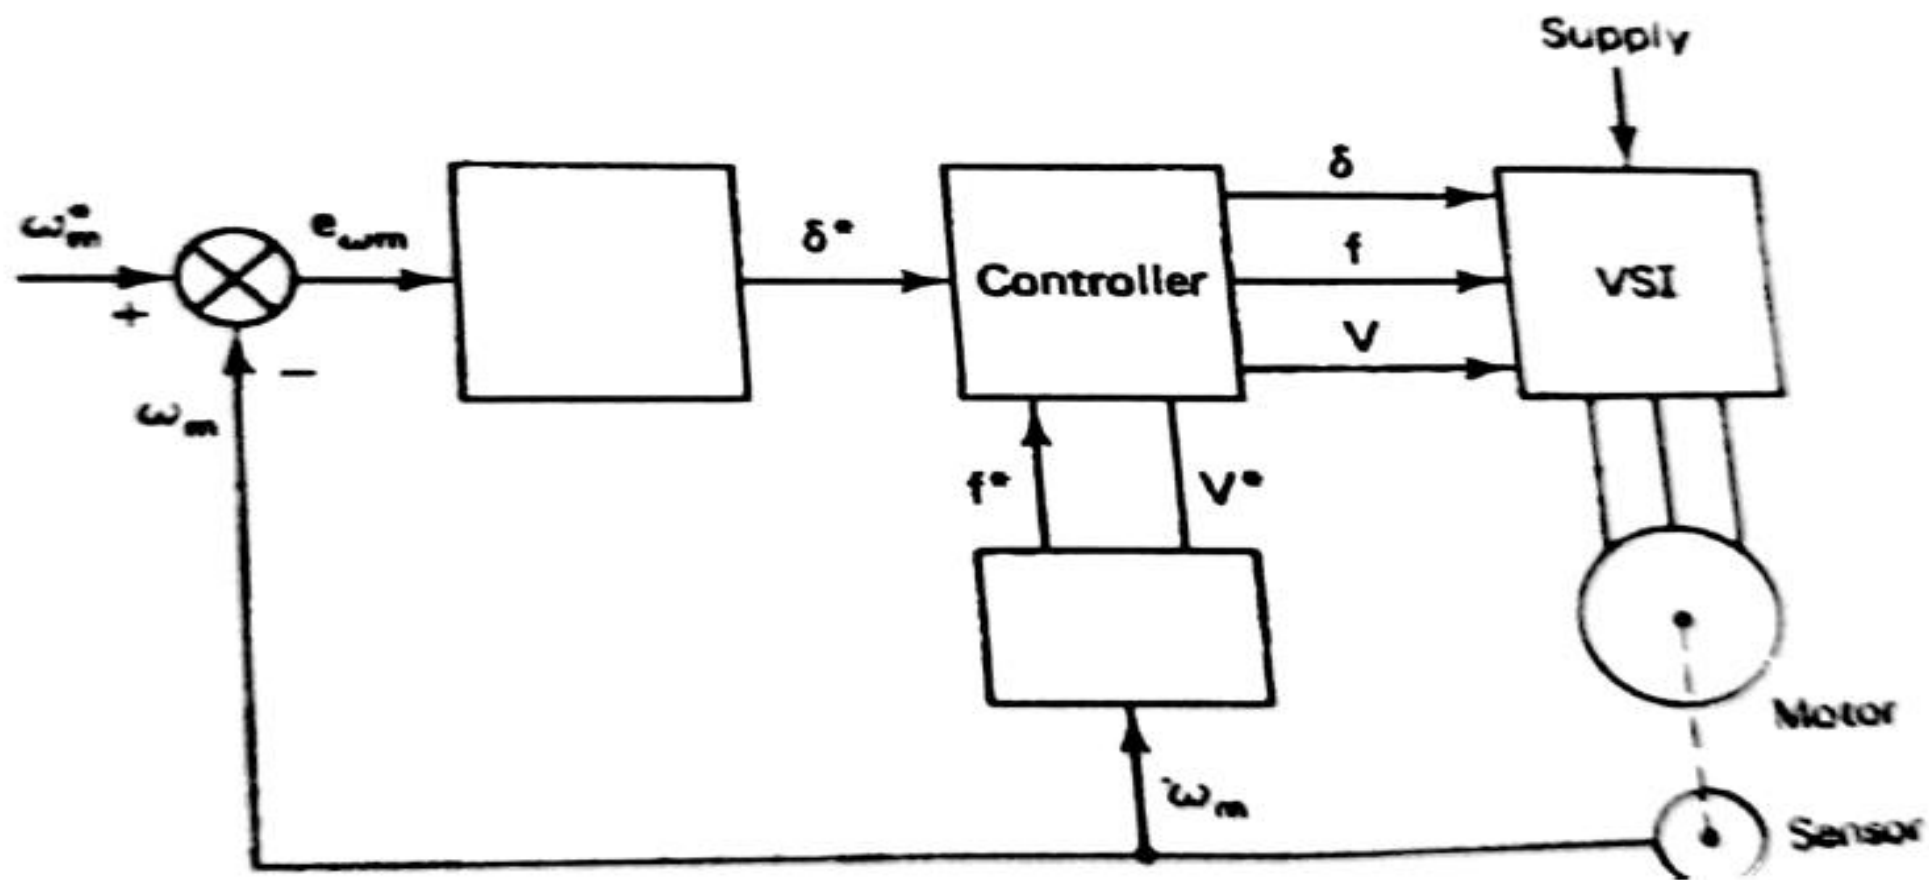 Supply
δ
ω*m
eωm
δ*
f
Controller
VSI
+
V
−
ωm
f*
V*
Motor
ωm
Sensor